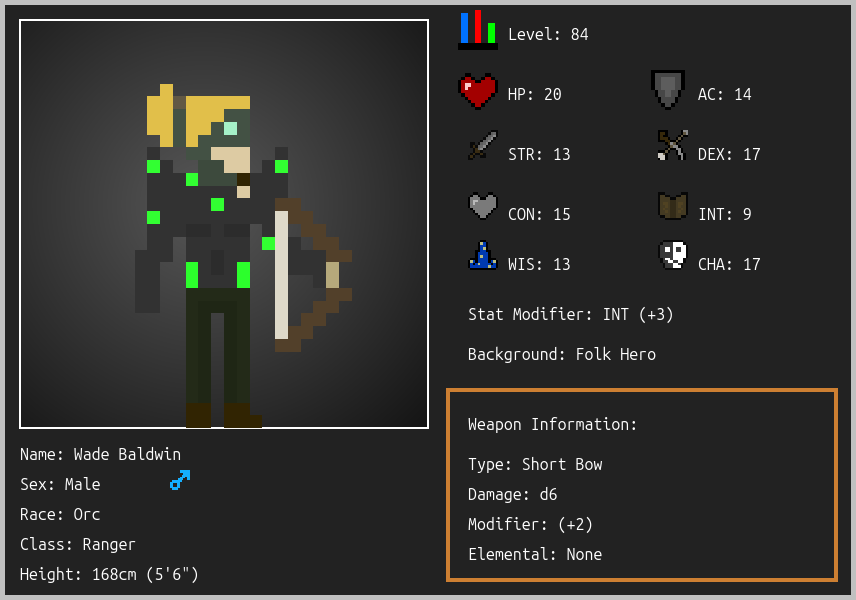 Level: 84
HP: 20
AC: 14
STR: 13
DEX: 17
CON: 15
INT: 9
WIS: 13
CHA: 17
Stat Modifier: INT (+3)
Background: Folk Hero
Weapon Information:
Type: Short Bow
Damage: d6
Modifier: (+2)
Elemental: None
Name: Wade Baldwin
Sex: Male
Race: Orc
Class: Ranger
Height: 168cm (5'6")